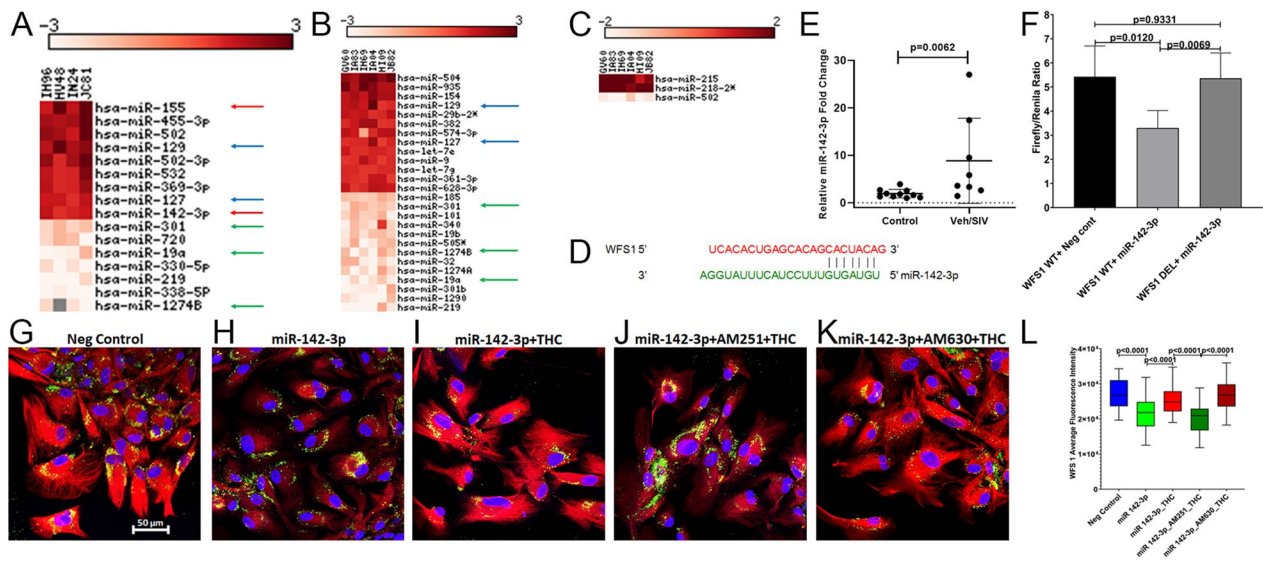 A
-3 3
IH96 HV48 IN24 JC81
hsa-miR-155
hsa-miR-455-3p
hsa-miR-502
hsa-miR-129
hsa-miR-502-3p
hsa-miR-532
hsa-miR-369-3p
hsa-miR-127
hsa-miR-142-3p
hsa-miR-301
hsa-miR-720
hsa-miR-19a
hsa-miR-330-5p
hsa-miR-219
hsa-miR-338-5P
hsa-miR-1274B
B
-3 3
GV60 IA83 IH69 IA04 HI09 JB82
hsa-miR-504
hsa-miR-935
hsa-miR-154
hsa-miR-129
hsa-miR-29b-2*
hsa-miR-382
hsa-miR-574-3p
hsa-miR-127
hsa-let-7e
hsa-miR-9
hsa-let-7g
hsa-miR-361-3p
hsa-miR-628-3p
hsa-miR-185
hsa-miR-301
hsa-miR-101
hsa-miR-340
hsa-miR-19b
hsa-miR-505*
hsa-miR-1274B
hsa-miR-32
hsa-miR-1274A
hsa-miR-19a
hsa-miR-301b
hsa-miR-1290
hsa-miR-219
C
-2 2
GV60 IA83 IH69 IA04 HI09 JB82
hsa-miR-215
hsa-miR-218-2*
hsa-miR-502
D
WFS1 5' UCACACUGAGCACAGCACUACAG 3'
3' AGGUAUUUCAUCCUUUGUGAUGU 5' miR-142-3p
E
p=0.0062
Relative miR-142-3p Fold Change
30
20
10
0
Control Veh/SIV
F
p=0.9331
p=0.0120 p=0.0069
Firefly/Renilla Ratio
7
6
5
4
3
2
1
0
WFS1 WT+ Neg cont
WFS1 WT+ miR-142-3p
WFS1 DEL+ miR-142-3p
G Neg Control
50 µm
H miR-142-3p
I miR-142-3p+THC
J miR-142-3p+AM251+THC
K miR-142-3p+AM630+THC
L
p<0.0001 p<0.0001 p<0.0001 p<0.0001
WFS 1 Average Fluorescence Intensity
4×10⁴
3×10⁴
2×10⁴
1×10⁴
0
Neg Control
miR 142-3p
miR 142-3p_THC
miR 142-3p_AM251_THC
miR 142-3p_AM630_THC